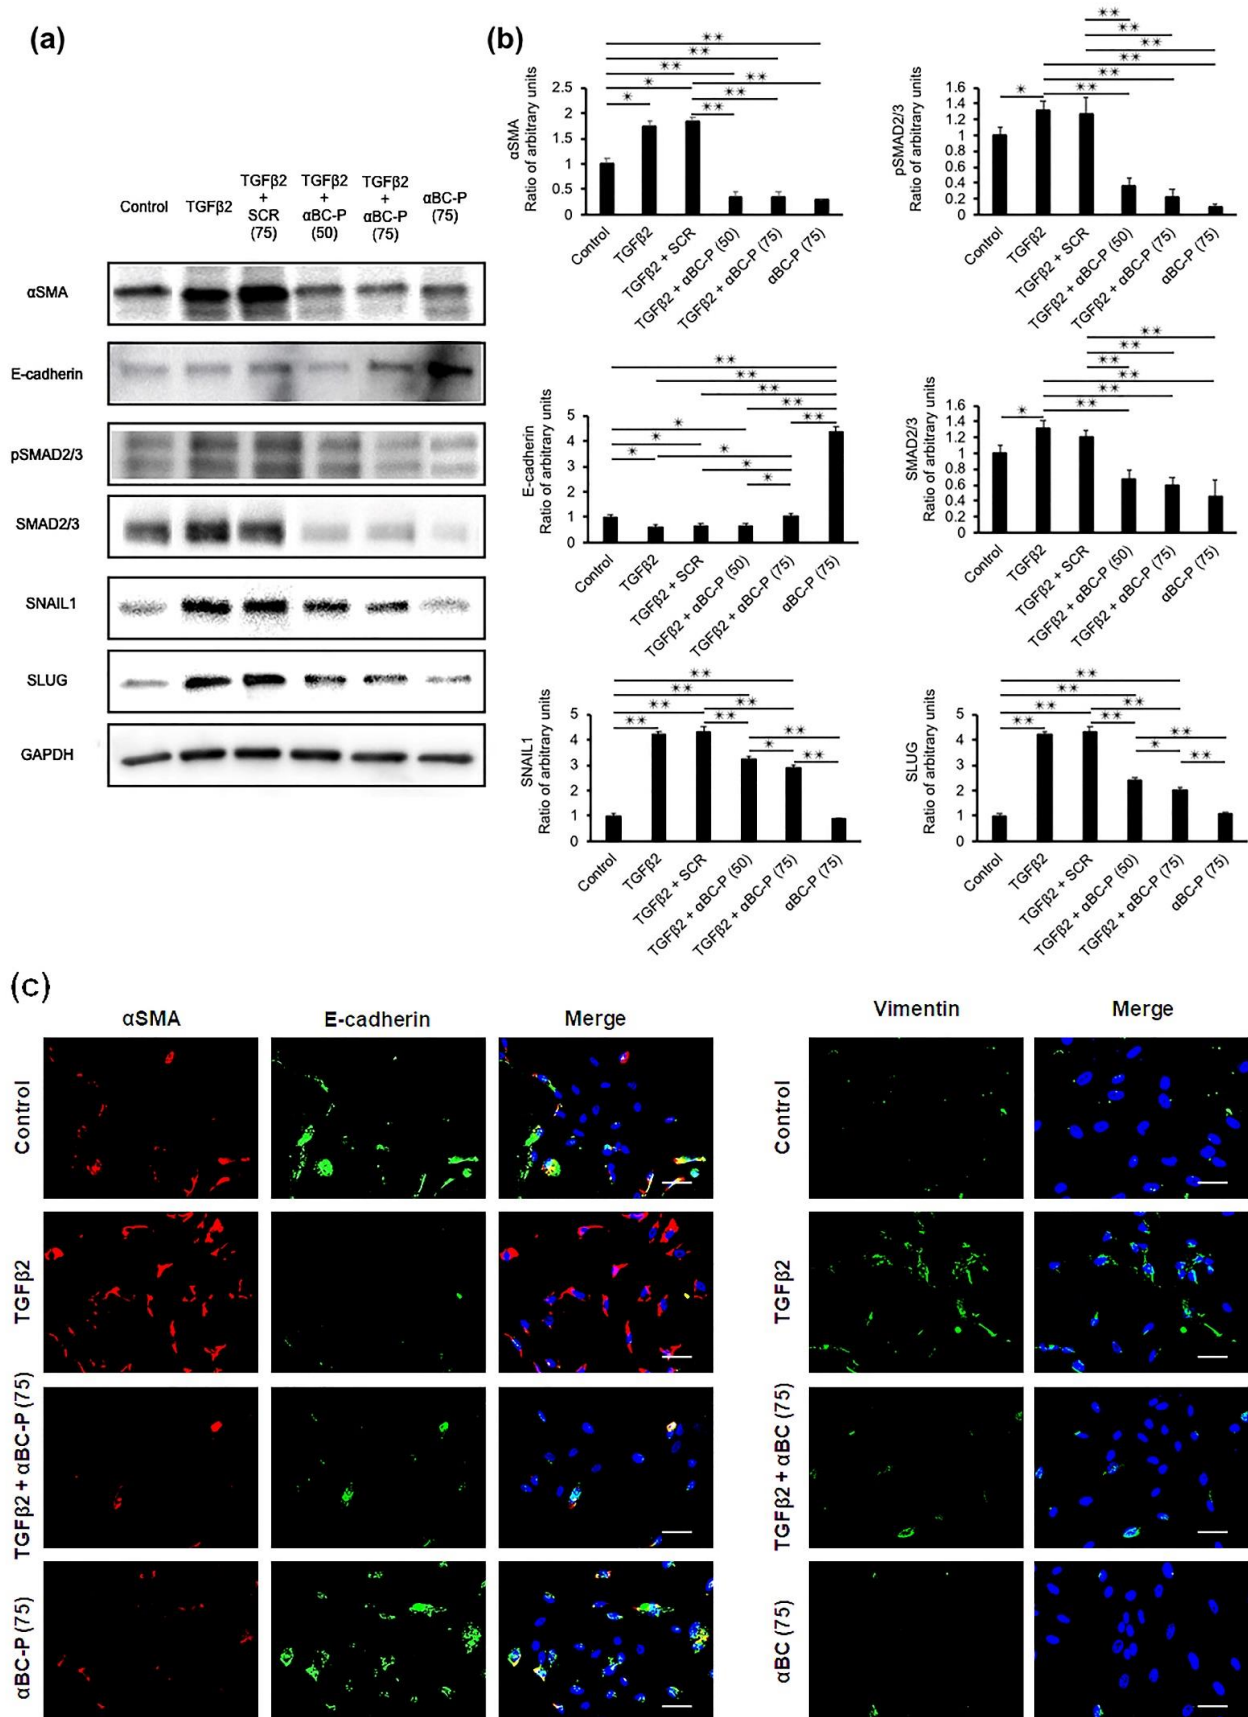 (a)
Control
TGFβ2
TGFβ2
+
SCR
(75)
TGFβ2
+
αBC-P
(50)
TGFβ2
+
αBC-P
(75)
αBC-P
(75)
αSMA
E-cadherin
pSMAD2/3
SMAD2/3
SNAIL1
SLUG
GAPDH
(b)
αSMA
Ratio of arbitrary units
2.5
2
1.5
1
0.5
0
** 
**
**
*
**
*
**
**
Control
TGFβ2
TGFβ2 + SCR
TGFβ2 + αBC-P (50)
TGFβ2 + αBC-P (75)
αBC-P (75)
pSMAD2/3
Ratio of arbitrary units
1.6
1.4
1.2
1
0.8
0.6
0.4
0.2
0
**
**
**
**
**
*
**
Control
TGFβ2
TGFβ2 + SCR
TGFβ2 + αBC-P (50)
TGFβ2 + αBC-P (75)
αBC-P (75)
E-cadherin
Ratio of arbitrary units
5
4
3
2
1
0
**
**
**
**
*
**
*
*
*
*
*
Control
TGFβ2
TGFβ2 + SCR
TGFβ2 + αBC-P (50)
TGFβ2 + αBC-P (75)
αBC-P (75)
SMAD2/3
Ratio of arbitrary units
1.6
1.4
1.2
1
0.8
0.6
0.4
0.2
0
**
**
**
**
**
*
**
Control
TGFβ2
TGFβ2 + SCR
TGFβ2 + αBC-P (50)
TGFβ2 + αBC-P (75)
αBC-P (75)
SNAIL1
Ratio of arbitrary units
5
4
3
2
1
0
**
**
**
**
**
**
**
*
**
Control
TGFβ2
TGFβ2 + SCR
TGFβ2 + αBC-P (50)
TGFβ2 + αBC-P (75)
αBC-P (75)
SLUG
Ratio of arbitrary units
5
4
3
2
1
0
**
**
**
**
**
**
**
*
**
Control
TGFβ2
TGFβ2 + SCR
TGFβ2 + αBC-P (50)
TGFβ2 + αBC-P (75)
αBC-P (75)
(c)
αSMA
E-cadherin
Merge
Vimentin
Merge
Control
TGFβ2
TGFβ2 + αBC-P (75)
αBC-P (75)
Control
TGFβ2
TGFβ2 + αBC (75)
αBC (75)